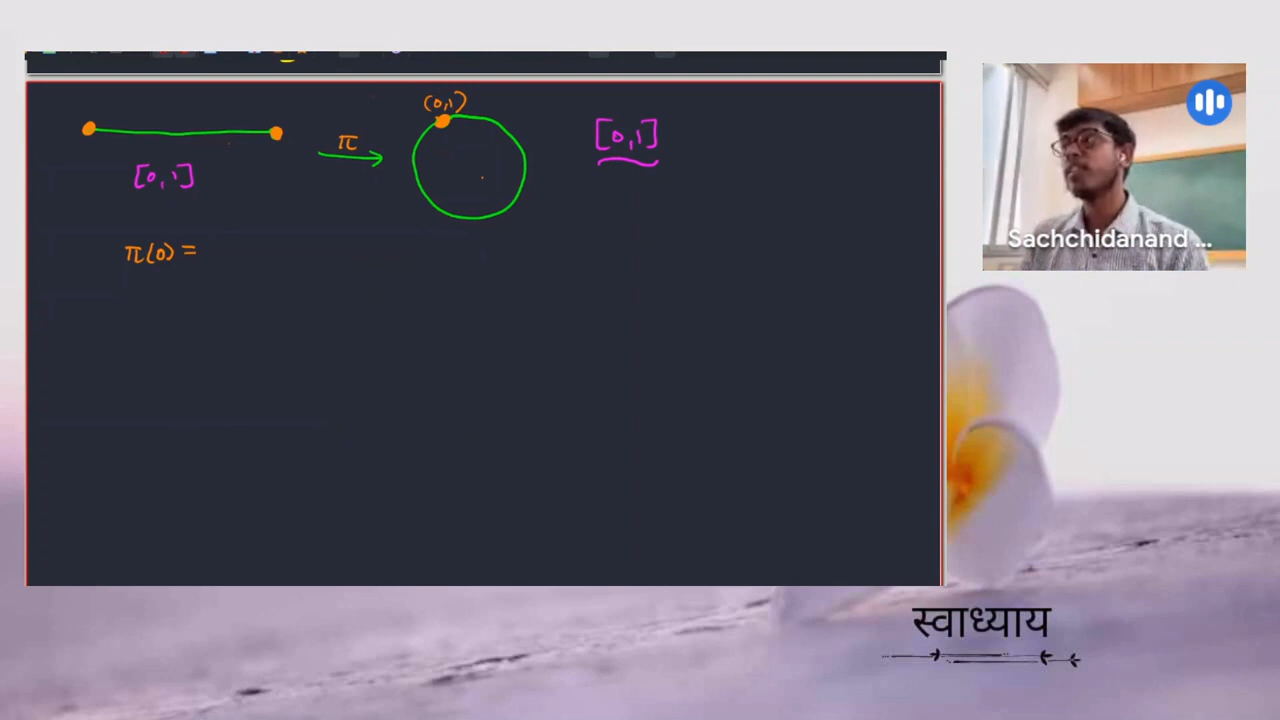 (0,1)
π
[0,1]
[0,1]
π(0) =
Sachchidanand ...
स्वाध्याय